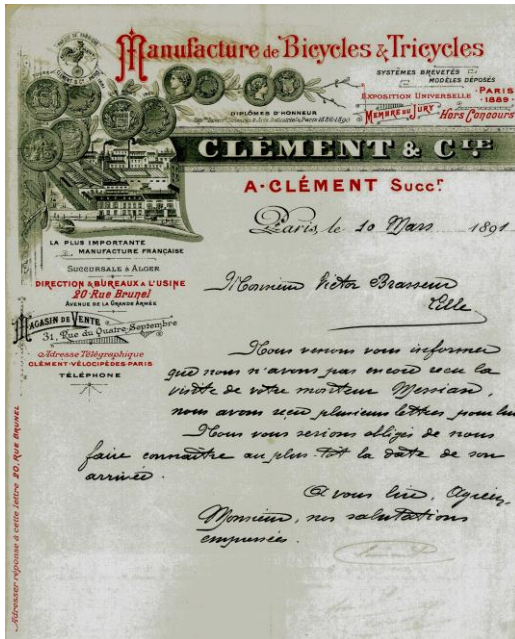 Manufacture de Bicycles & Tricycles
SYSTÈMES BREVETÉS
MODÈLES DÉPOSÉS
EXPOSITION UNIVERSELLE PARIS
1889
MEMBRE DU JURY Hors Concours
DIPLÔMES D'HONNEUR
CLÉMENT & CIE
A. CLÉMENT Succr
Paris, le 10 Mars 1891
LA PLUS IMPORTANTE
MANUFACTURE FRANÇAISE
SUCCURSALE À ALGER
DIRECTION & BUREAUX À L'USINE
20 Rue Brunel
AVENUE DE LA GRANDE ARMÉE
MAGASIN DE VENTE
31, Rue du Quatre-Septembre
Adresse Télégraphique
CLÉMENT-VÉLOCIPÈDES-PARIS
TÉLÉPHONE
Monsieur Victor Brasseur
Lille
Nous venons vous informer
que nous n'avons pas encore reçu la
visite de votre moniteur Messian,
nous avons reçu plusieurs lettres pour lui
Nous vous serions obligés de nous
faire connaître au plus tôt la date de son
arrivée.
A vous lire, Agréez,
Monsieur, nos salutations
empressées.
Adresser réponse à cette lettre 20, Rue Brunel